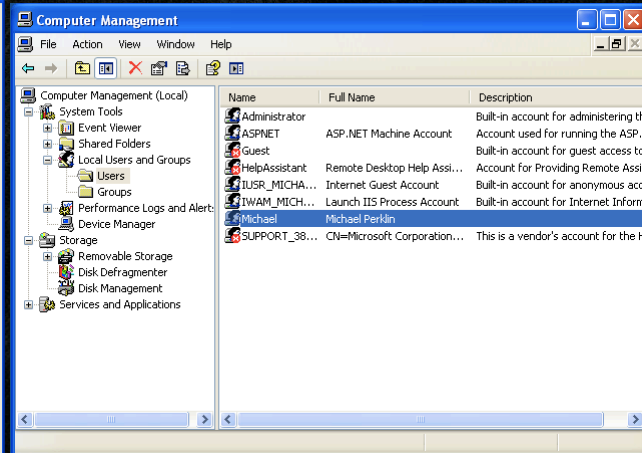 Computer Management
File Action View Window Help
Computer Management (Local)
System Tools
Event Viewer
Shared Folders
Local Users and Groups
Users
Groups
Performance Logs and Alert:
Device Manager
Storage
Removable Storage
Disk Defragmenter
Disk Management
Services and Applications
Name Full Name Description
Administrator Built-in account for administering th
ASPNET ASP.NET Machine Account Account used for running the ASP.
Guest Built-in account for guest access to
HelpAssistant Remote Desktop Help Assi... Account for Providing Remote Assi
IUSR_MICHA... Internet Guest Account Built-in account for anonymous acc
IWAM_MICH... Launch IIS Process Account Built-in account for Internet Inform
Michael Michael Perklin
SUPPORT_38... CN=Microsoft Corporation... This is a vendor's account for the H